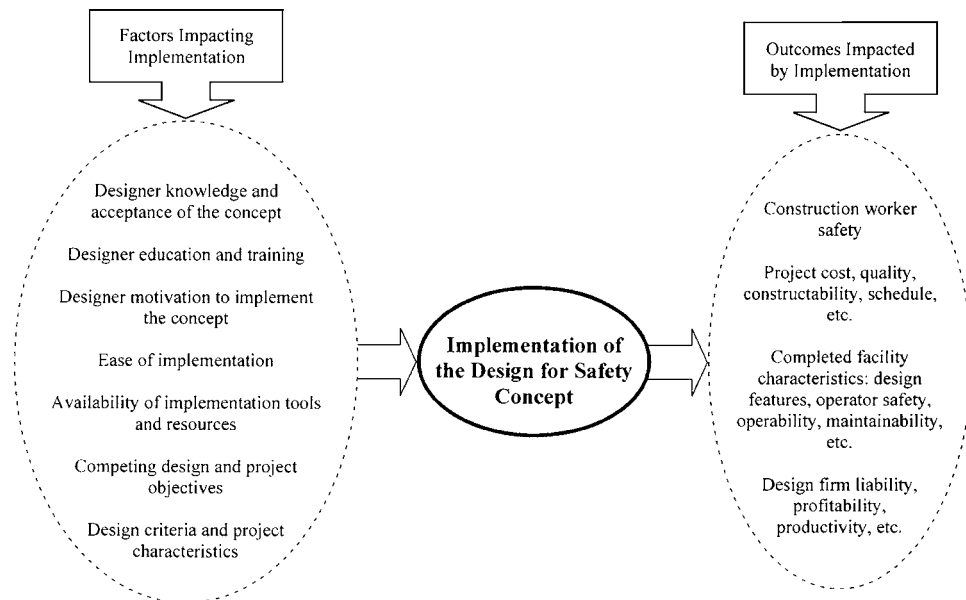 Factors Impacting
Implementation
Designer knowledge and
acceptance of the concept
Designer education and training
Designer motivation to implement
the concept
Ease of implementation
Availability of implementation tools
and resources
Competing design and project
objectives
Design criteria and project
characteristics
Implementation of
the Design for Safety
Concept
Outcomes Impacted
by Implementation
Construction worker
safety
Project cost, quality,
constructability, schedule,
etc.
Completed facility
characteristics: design
features, operator safety,
operability, maintainability,
etc.
Design firm liability,
profitability,
productivity, etc.